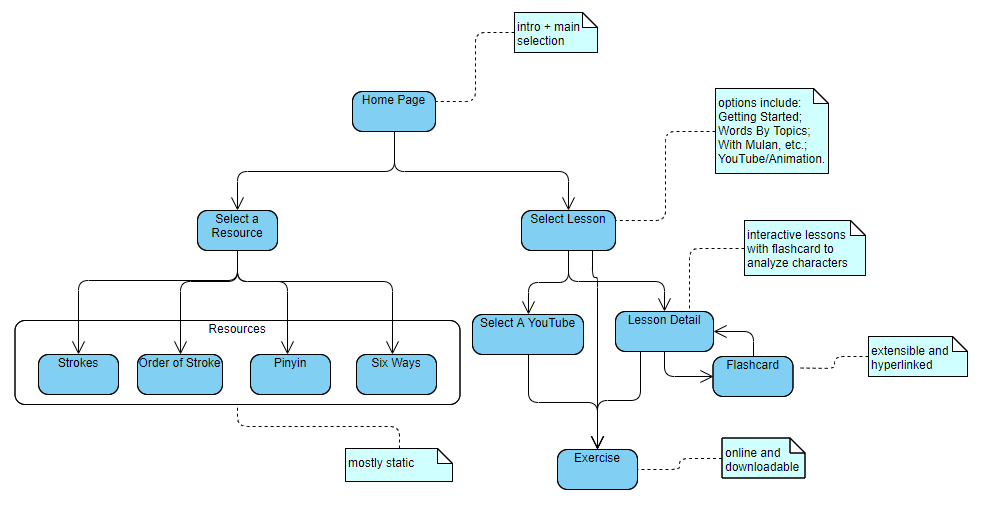 intro + main
selection
Home Page
options include:
Getting Started;
Words By Topics;
With Mulan, etc.;
YouTube/Animation.
Select a
Resource
Select Lesson
interactive lessons
with flashcard to
analyze characters
Resources
Select A YouTube
Lesson Detail
Strokes
Order of Stroke
Pinyin
Six Ways
Flashcard
extensible and
hyperlinked
mostly static
Exercise
online and
downloadable